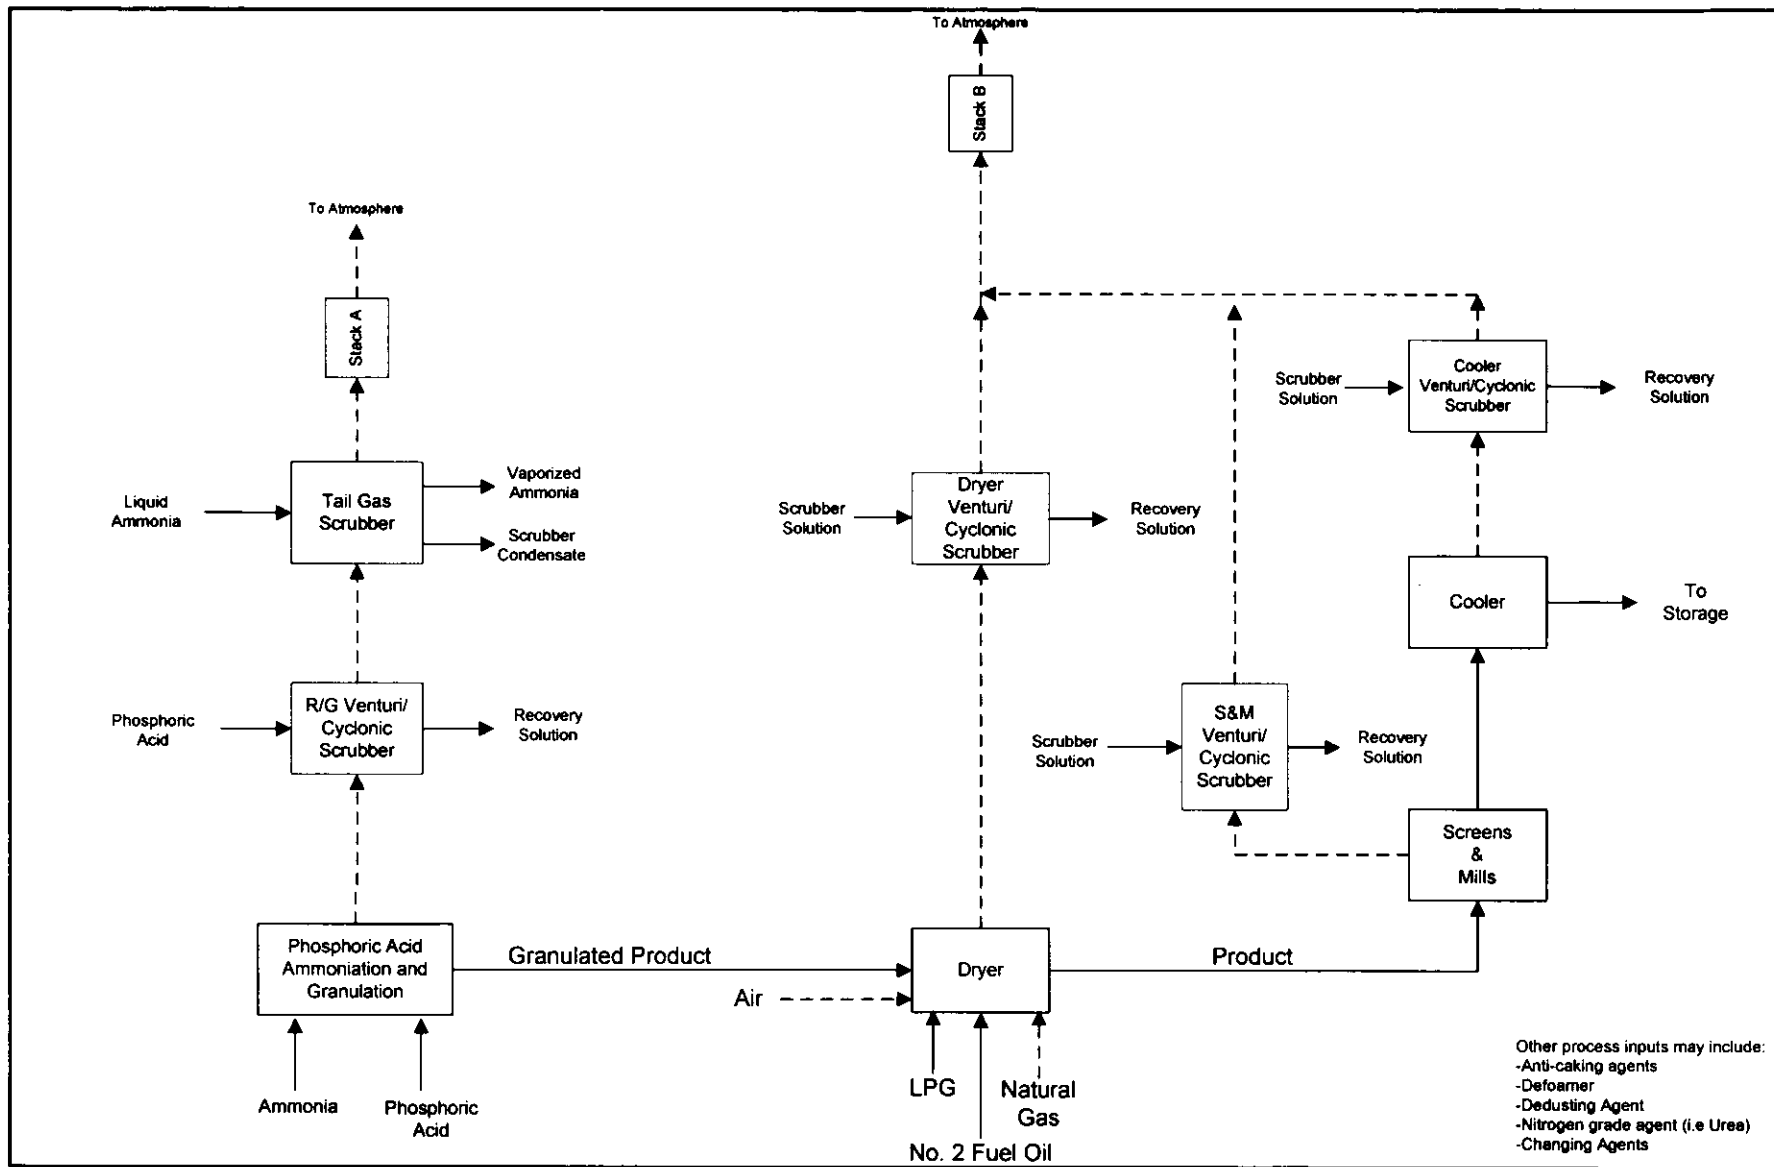 To Atmosphere
Stack B
To Atmosphere
Stack A
Cooler
Venturi/Cyclonic
Scrubber
Scrubber
Solution
Recovery
Solution
Tail Gas
Scrubber
Liquid
Ammonia
Vaporized
Ammonia
Scrubber
Condensate
Dryer
Venturi/
Cyclonic
Scrubber
Scrubber
Solution
Recovery
Solution
Cooler
To
Storage
R/G Venturi/
Cyclonic
Scrubber
Phosphoric
Acid
Recovery
Solution
S&M
Venturi/
Cyclonic
Scrubber
Scrubber
Solution
Recovery
Solution
Screens
&
Mills
Phosphoric Acid
Ammoniation and
Granulation
Granulated Product
Dryer
Product
Air
Ammonia
Phosphoric
Acid
LPG
Natural
Gas
No. 2 Fuel Oil
Other process inputs may include:
-Anti-caking agents
-Defoamer
-Dedusting Agent
-Nitrogen grade agent (i.e Urea)
-Changing Agents